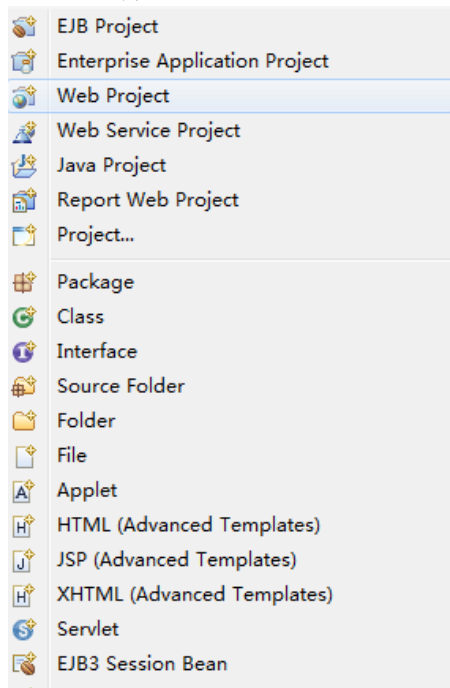 EJB Project
Enterprise Application Project
Web Project
Web Service Project
Java Project
Report Web Project
Project...
Package
Class
Interface
Source Folder
Folder
File
Applet
HTML (Advanced Templates)
JSP (Advanced Templates)
XHTML (Advanced Templates)
Servlet
EJB3 Session Bean